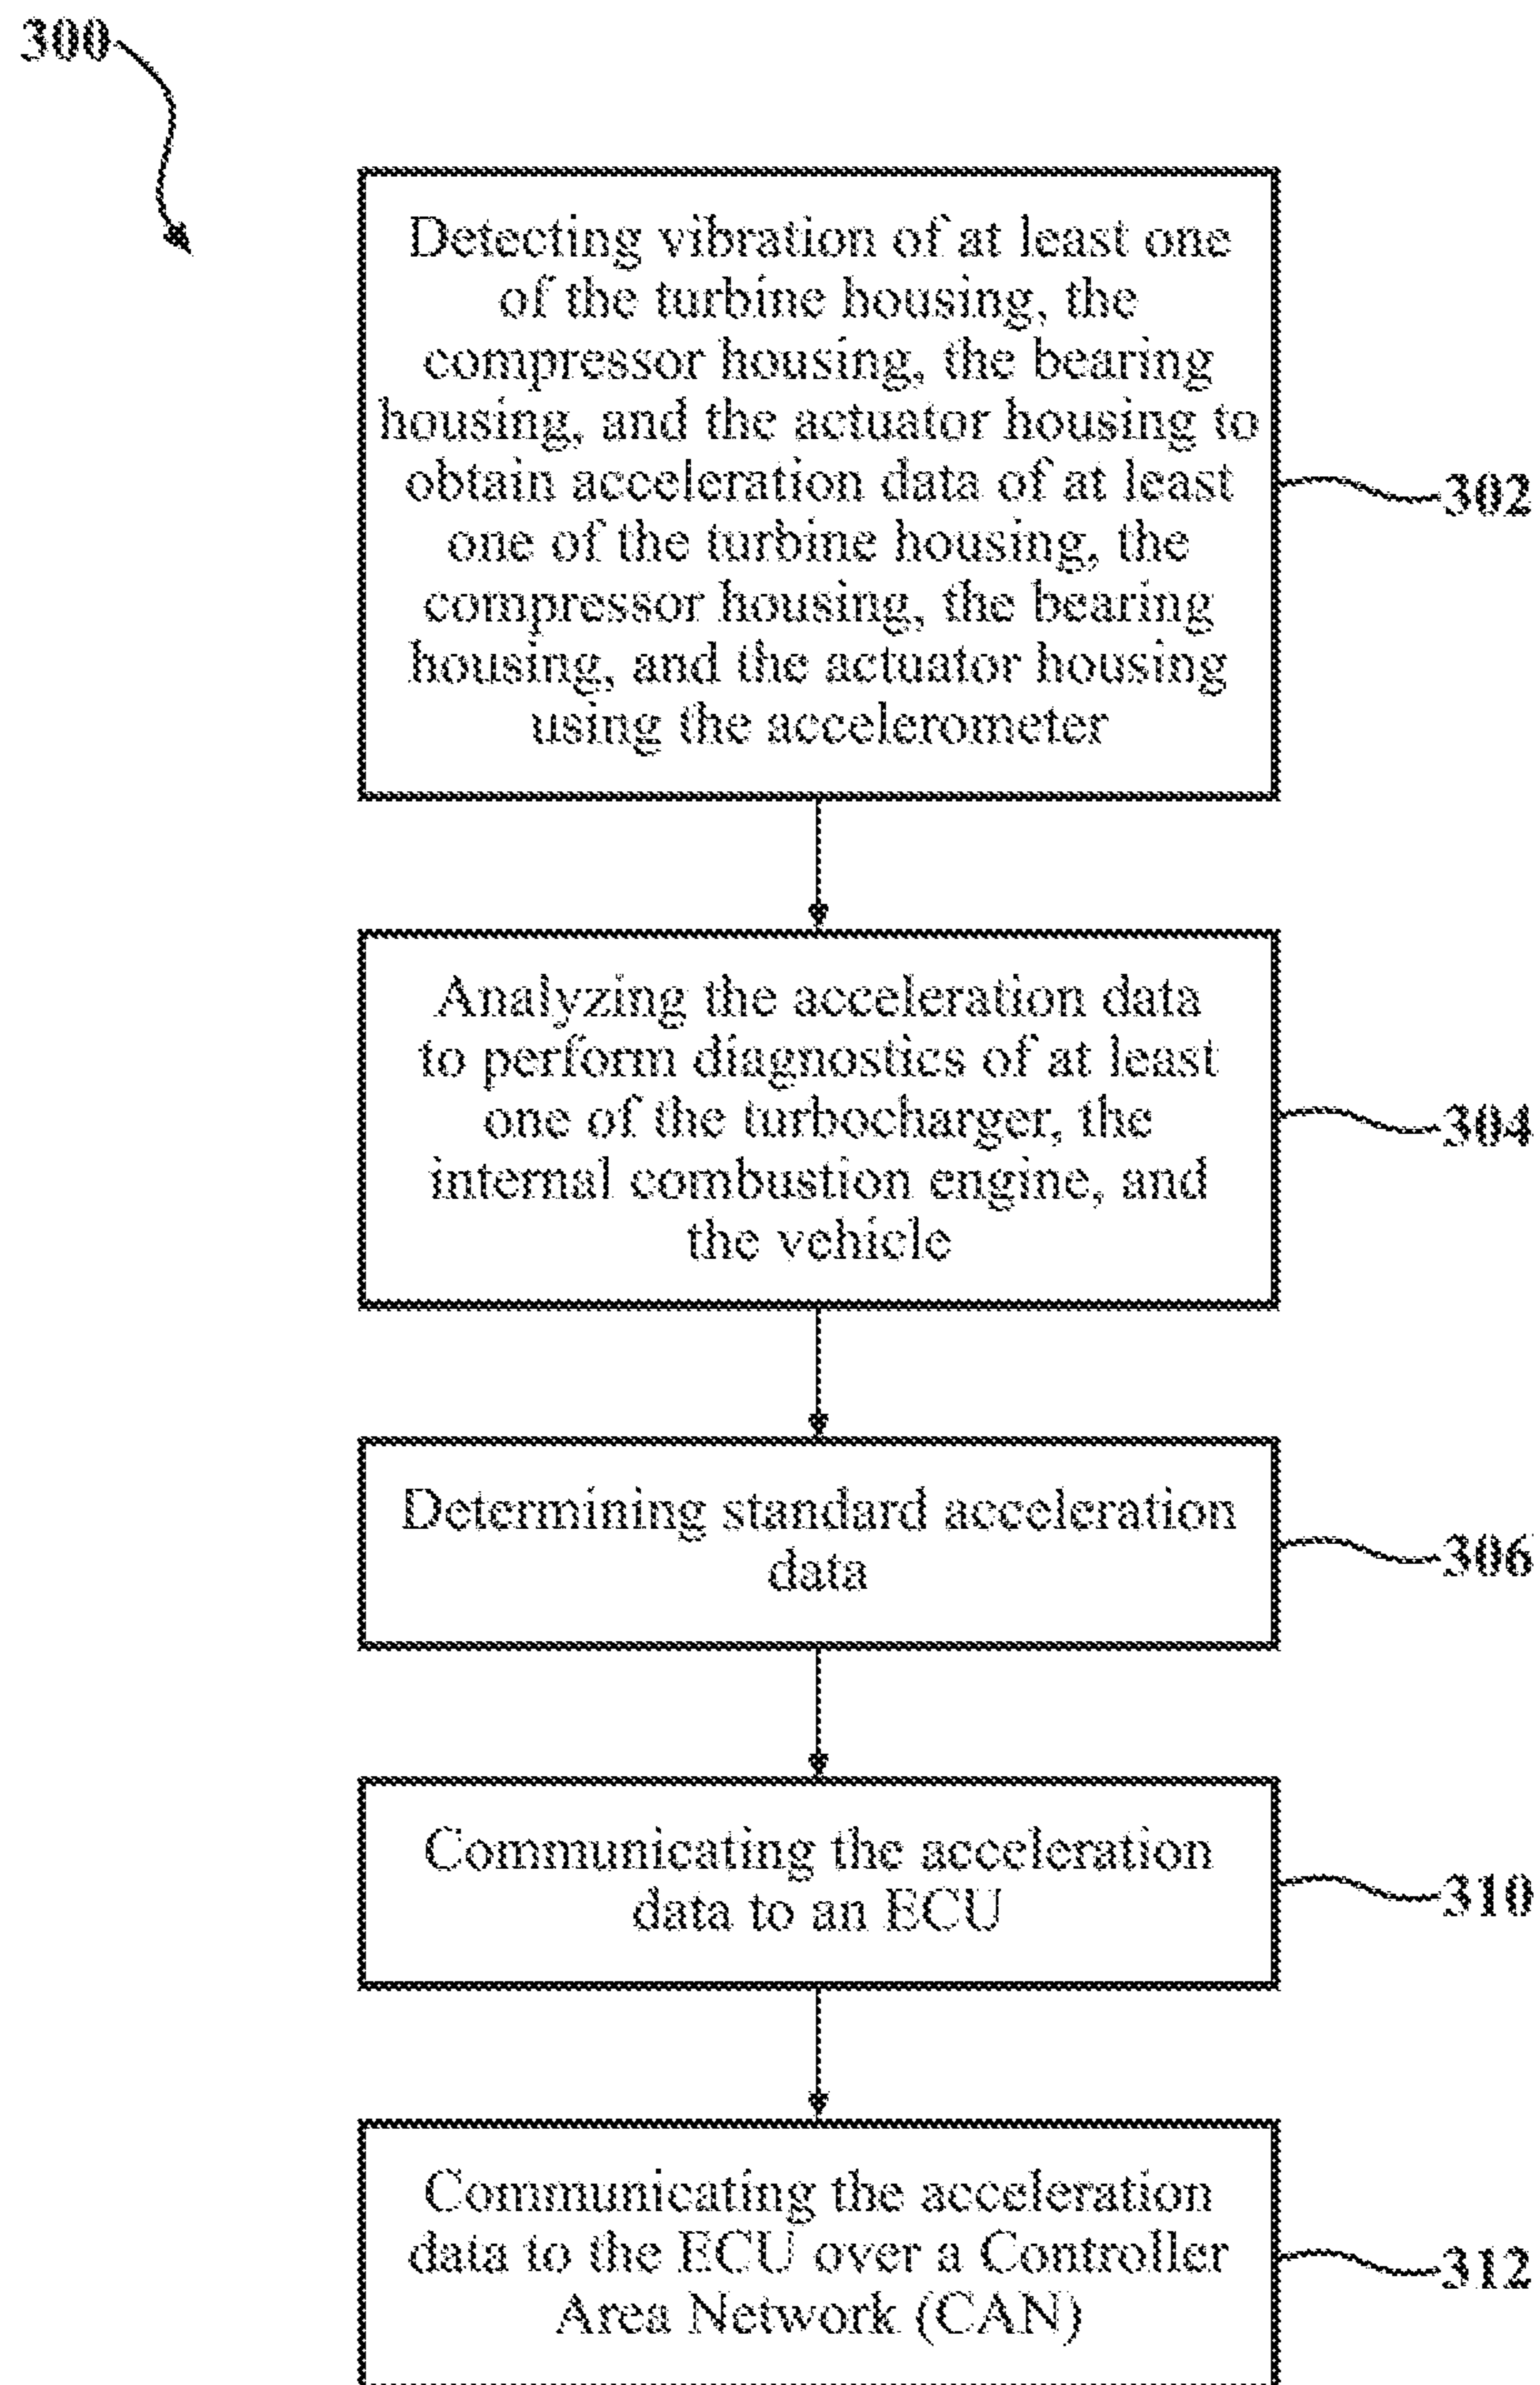 300
Detecting vibration of at least one
of the turbine housing, the
compressor housing, the bearing
housing, and the actuator housing to
obtain acceleration data of at least
one of the turbine housing, the
compressor housing, the bearing
housing, and the actuator housing
using the accelerometer
302
Analyzing the acceleration data
to perform diagnostics of at least
one of the turbocharger, the
internal combustion engine, and
the vehicle
304
Determining standard acceleration
data
306
Communicating the acceleration
data to an ECU
310
Communicating the acceleration
data to the ECU over a Controller
Area Network (CAN)
312